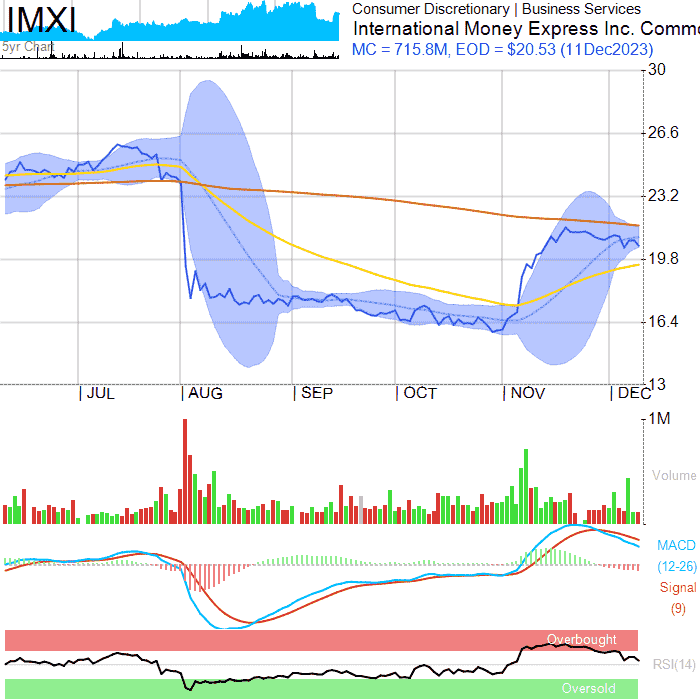 IMXI
5yr Chart
Consumer Discretionary | Business Services
International Money Express Inc. Commo
MC = 715.8M, EOD = $20.53 (11Dec2023)
30
26.6
23.2
19.8
16.4
13
JUL AUG SEP OCT NOV DEC
1M
Volume
MACD
(12-26)
Signal
(9)
Overbought
RSI(14)
Oversold